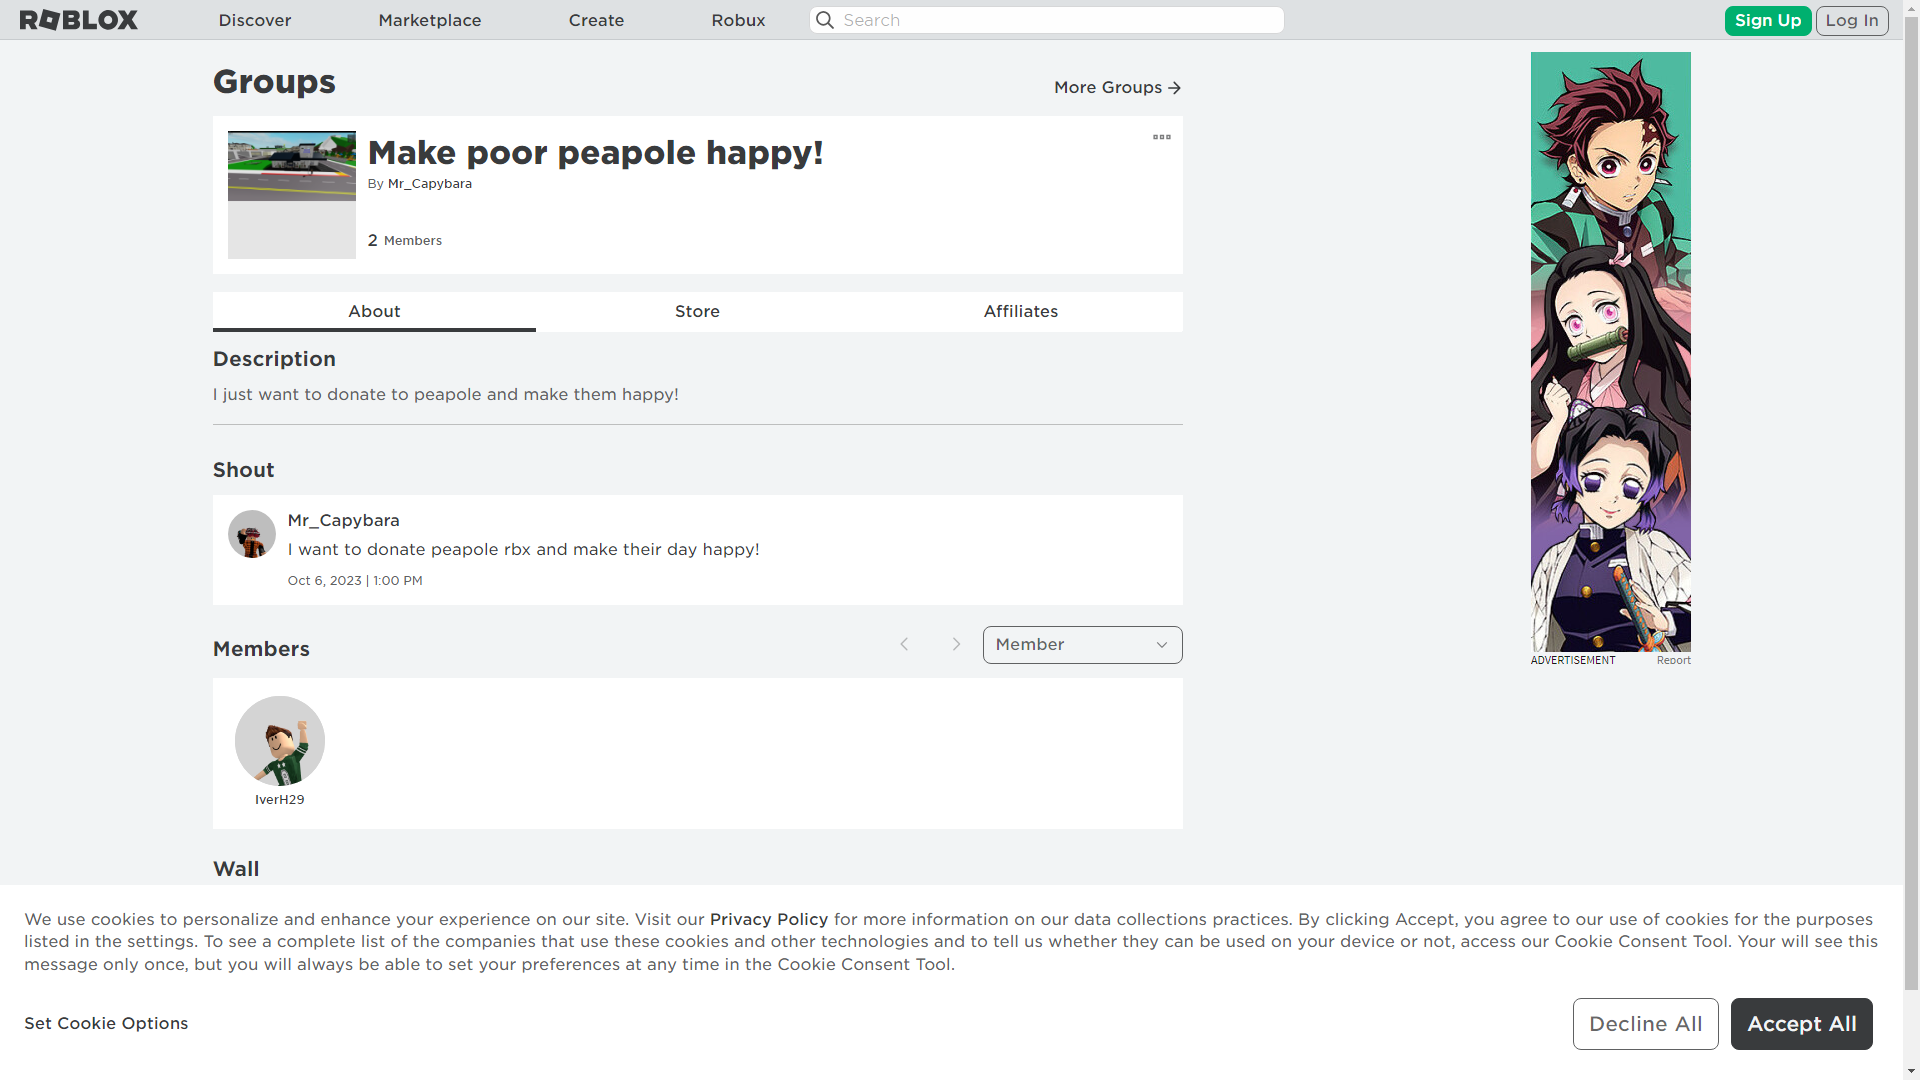 ROBLOX
Discover
Marketplace
Create
Robux
Search
Sign Up
Log In
Groups
More Groups
Make poor peapole happy!
By Mr_Capybara
2 Members
About
Store
Affiliates
Description
I just want to donate to peapole and make them happy!
Shout
Mr_Capybara
I want to donate peapole rbx and make their day happy!
Oct 6, 2023 | 1:00 PM
Members
Member
IverH29
Wall
ADVERTISEMENT
Report
We use cookies to personalize and enhance your experience on our site. Visit our Privacy Policy for more information on our data collections practices. By clicking Accept, you agree to our use of cookies for the purposes
listed in the settings. To see a complete list of the companies that use these cookies and other technologies and to tell us whether they can be used on your device or not, access our Cookie Consent Tool. Your will see this
message only once, but you will always be able to set your preferences at any time in the Cookie Consent Tool.
Set Cookie Options
Decline All
Accept All